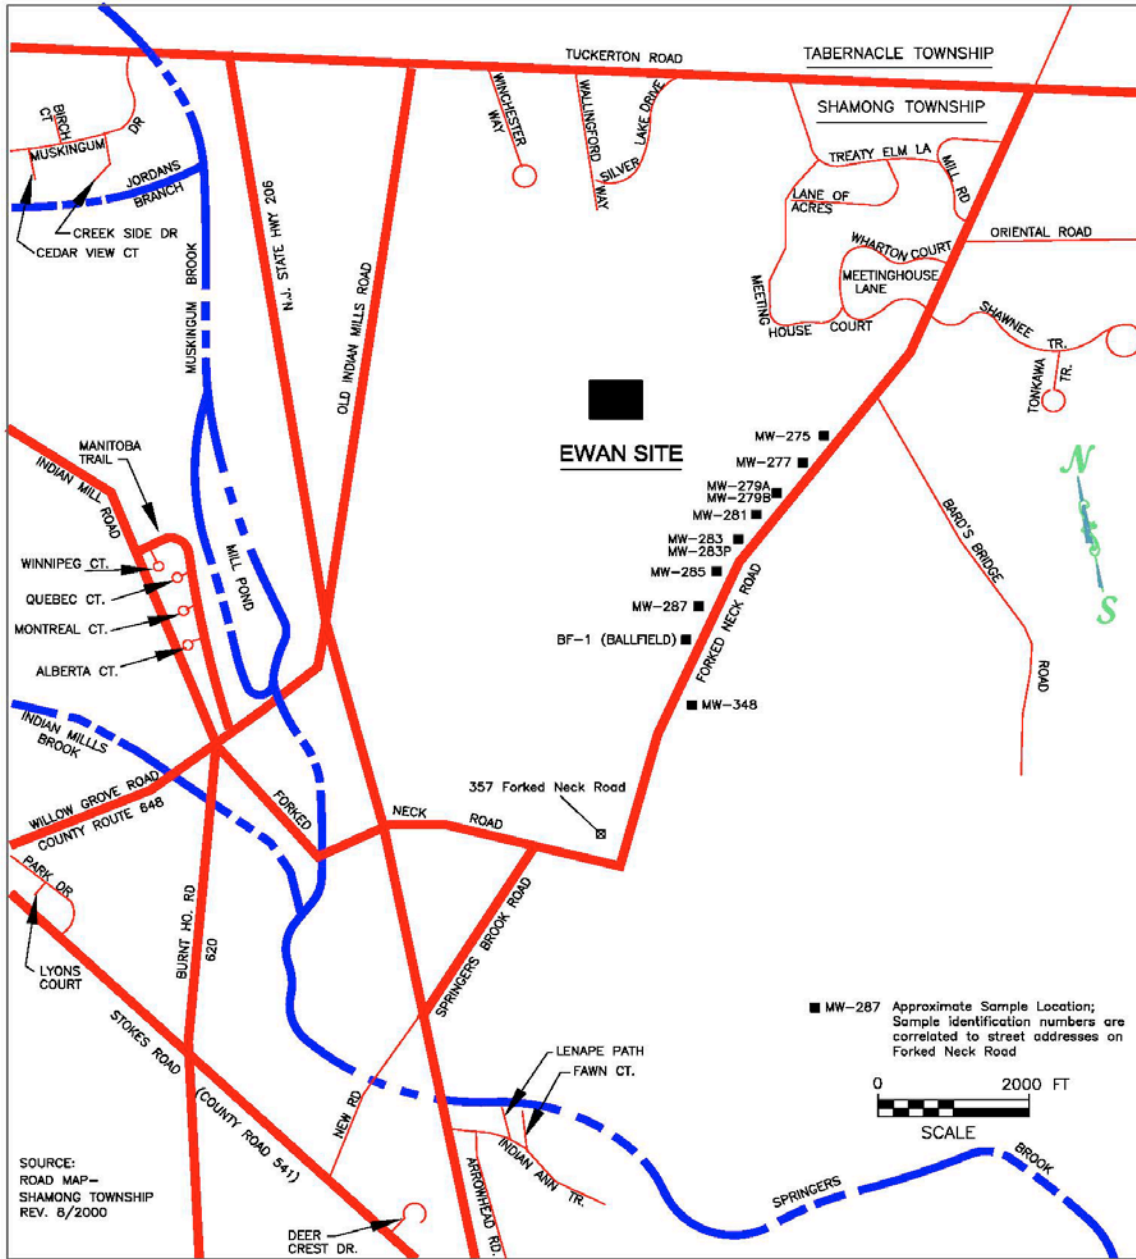 TUCKERTON ROAD
TABERNACLE TOWNSHIP
SHAMONG TOWNSHIP
BIRCH
CT
MUSKINGUM
DR
JORDANS
BRANCH
CREEK SIDE DR
CEDAR VIEW CT
MUSKINGUM BROOK
N.J. STATE HWY 206
OLD INDIAN MILLS ROAD
WINCHESTER
WAY
WALLINGFORD
WAY
SILVER
LAKE DRIVE
TREATY ELM LA
MILL RD
LANE OF
ACRES
ORIENTAL ROAD
WHARTON COURT
MEETINGHOUSE
LANE
MEETING
HOUSE COURT
SHAWNEE
TR.
TONKAWA
TR.
EWAN SITE
MW-275
MW-277
MW-279A
MW-279B
MW-281
MW-283
MW-283P
MW-285
MW-287
BF-1 (BALLFIELD)
MW-348
FORKED NECK ROAD
BARD'S BRIDGE
ROAD
N
S
MANITOBA
TRAIL
INDIAN MILL
ROAD
WINNIPEG CT.
QUEBEC CT.
MONTREAL CT.
ALBERTA CT.
MILL POND
INDIAN MILLLS
BROOK
WILLOW GROVE ROAD
COUNTY ROUTE 648
FORKED
NECK
ROAD
357 Forked Neck Road
PARK DR
LYONS
COURT
BURNT HO. RD
620
SPRINGERS BROOK ROAD
STOKES ROAD
(COUNTY ROAD 541)
NEW RD
LENAPE PATH
FAWN CT.
INDIAN ANN TR.
ARROWHEAD RD.
DEER
CREST DR.
SPRINGERS
BROOK
MW-287 Approximate Sample Location;
Sample identification numbers are
correlated to street addresses on
Forked Neck Road
0 2000 FT
SCALE
SOURCE:
ROAD MAP-
SHAMONG TOWNSHIP
REV. 8/2000